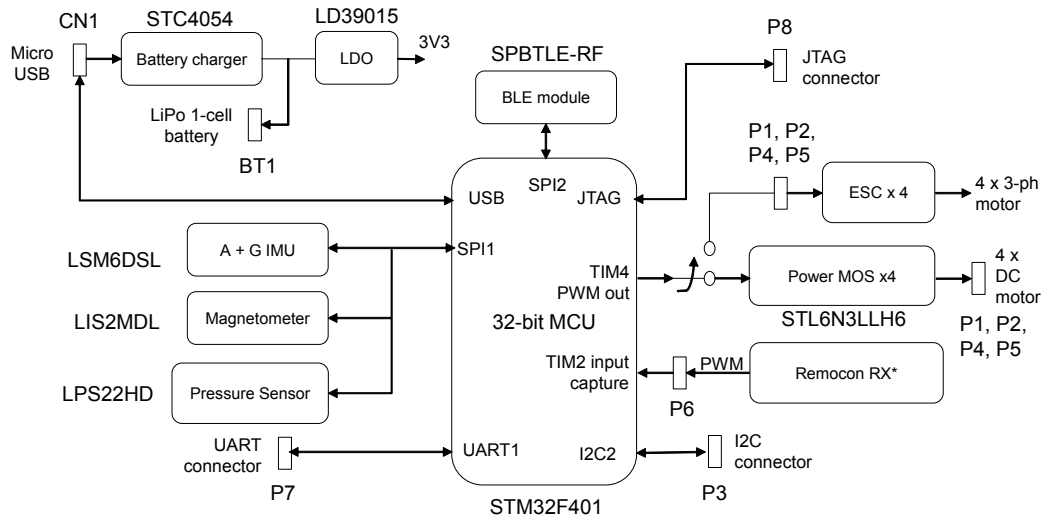 CN1
STC4054
LD39015
Micro
USB
Battery charger
LDO
3V3
LiPo 1-cell
battery
BT1
SPBTLE-RF
BLE module
P8
JTAG
connector
P1, P2,
P4, P5
ESC x 4
4 x 3-ph
motor
SPI2
USB
JTAG
SPI1
TIM4
PWM out
32-bit MCU
TIM2 input
capture
UART1
I2C2
STM32F401
LSM6DSL
A + G IMU
LIS2MDL
Magnetometer
LPS22HD
Pressure Sensor
UART
connector
P7
Power MOS x4
STL6N3LLH6
4 x
DC
motor
P1, P2,
P4, P5
PWM
P6
Remocon RX*
I2C
connector
P3